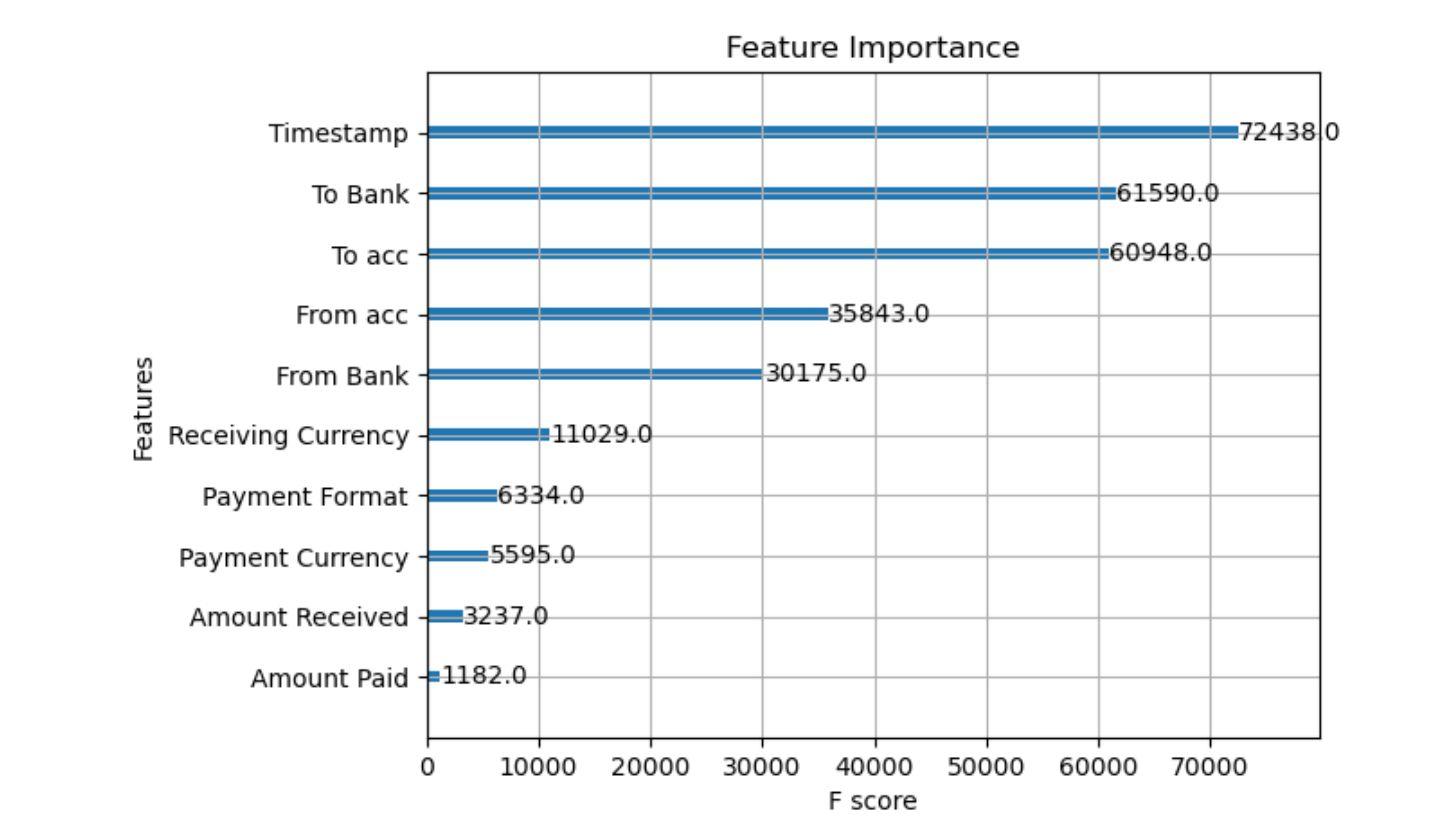 Feature Importance
Timestamp 72438.0
To Bank 61590.0
To acc 60948.0
From acc 35843.0
From Bank 30175.0
Features
Receiving Currency 11029.0
Payment Format 6334.0
Payment Currency 5595.0
Amount Received 3237.0
Amount Paid 1182.0
0 10000 20000 30000 40000 50000 60000 70000
F score